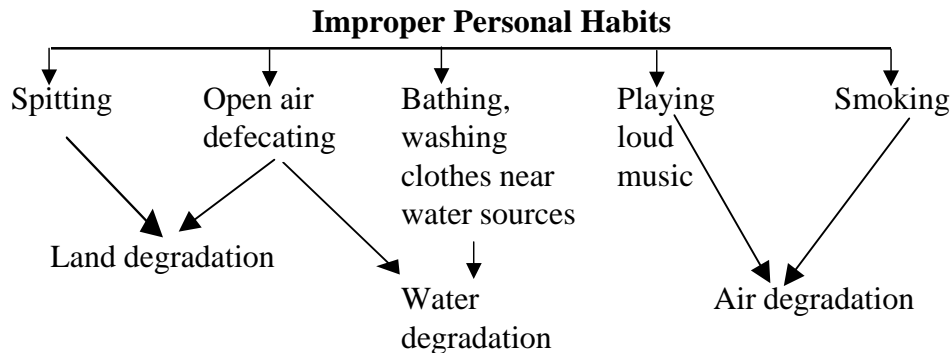 Improper Personal Habits
Spitting
Open air
defecating
Bathing,
washing
clothes near
water sources
Playing
loud
music
Smoking
Land degradation
Water
degradation
Air degradation